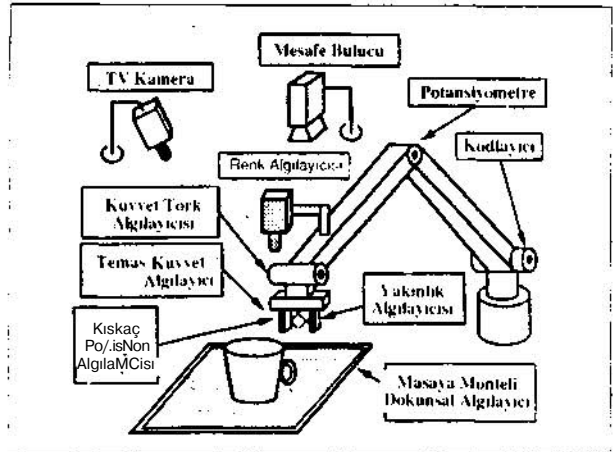 Mesafe Bulucu
TV Kamera
Potansiyometre
Kodlayıcı
Renk Algılayıcısı
Kuvvet Tork
Algılayıcısı
Temas Kuvvet
Algılayıcı
Yakınlık
Algılayıcısı
Kıskaç
Po/.isNon
AlgılaMCisı
Masaya Monteli
Dokunsal Algılayıcı